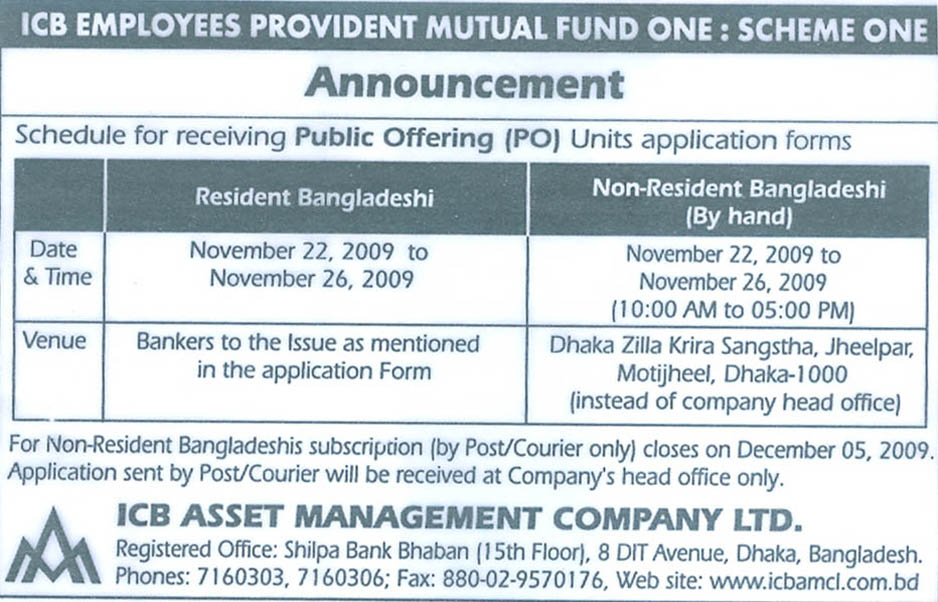 ICB EMPLOYEES PROVIDENT MUTUAL FUND ONE : SCHEME ONE
Announcement
Schedule for receiving Public Offering (PO) Units application forms
Resident Bangladeshi
Non-Resident Bangladeshi
(By hand)
Date
& Time
November 22, 2009 to
November 26, 2009
November 22, 2009 to
November 26, 2009
(10:00 AM to 05:00 PM)
Venue
Bankers to the Issue as mentioned
in the application Form
Dhaka Zilla Krira Sangstha, Jheelpar,
Motijheel, Dhaka-1000
(instead of company head office)
For Non-Resident Bangladeshis subscription (by Post/Courier only) closes on December 05, 2009.
Application sent by Post/Courier will be received at Company's head office only.
ICB ASSET MANAGEMENT COMPANY LTD.
Registered Office: Shilpa Bank Bhaban (15th Floor), 8 DIT Avenue, Dhaka, Bangladesh.
Phones: 7160303, 7160306; Fax: 880-02-9570176, Web site: www.icbamcl.com.bd